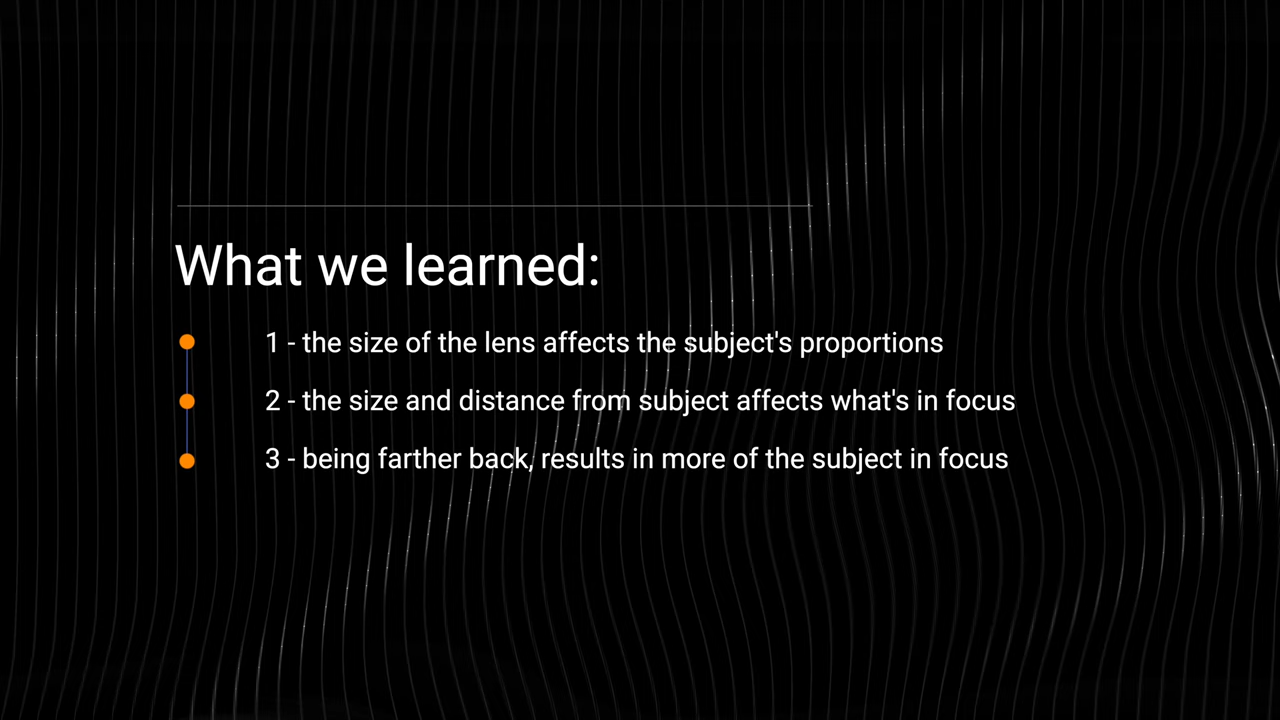 What we learned:
1 - the size of the lens affects the subject's proportions
2 - the size and distance from subject affects what's in focus
3 - being farther back, results in more of the subject in focus